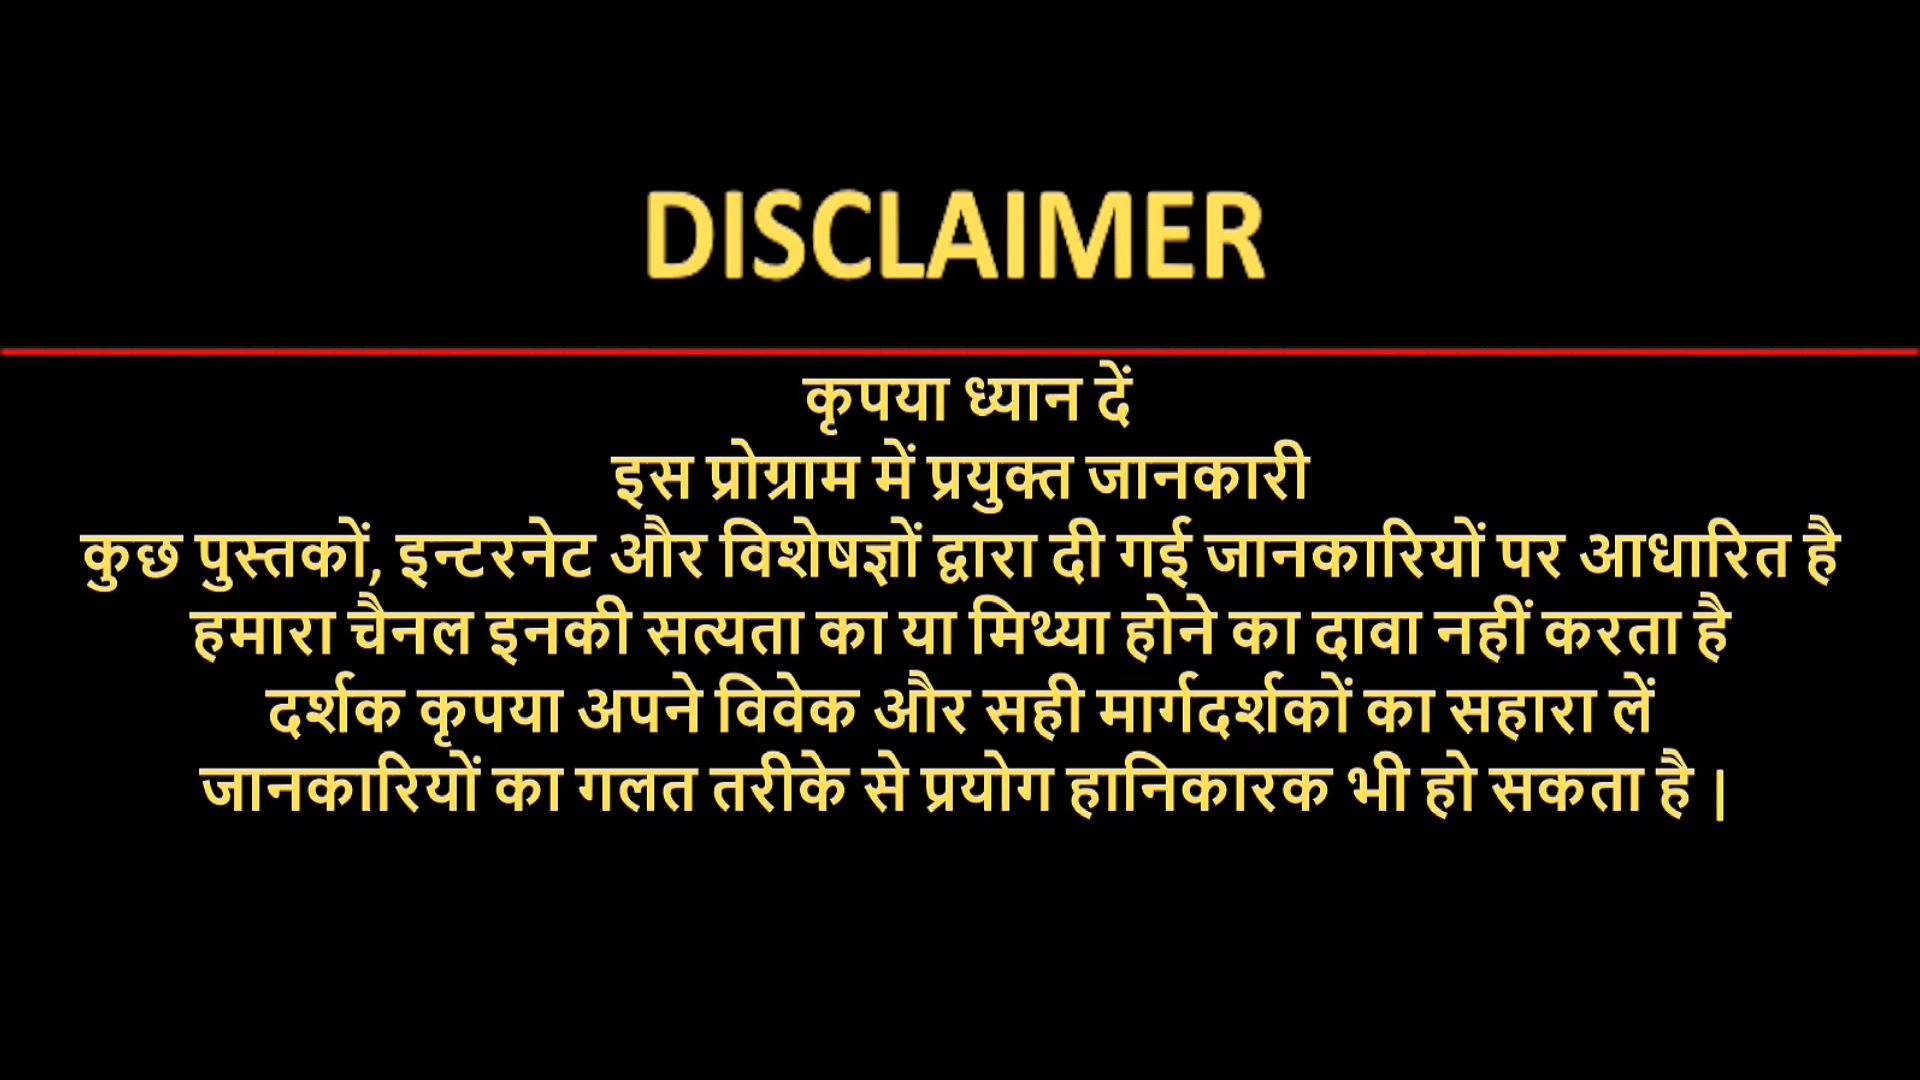 DISCLAIMER
कृपया ध्यान दें
इस प्रोग्राम में प्रयुक्त जानकारी
कुछ पुस्तकों, इन्टरनेट और विशेषज्ञों द्वारा दी गई जानकारियों पर आधारित है
हमारा चैनल इनकी सत्यता का या मिथ्या होने का दावा नहीं करता है
दर्शक कृपया अपने विवेक और सही मार्गदर्शकों का सहारा लें
जानकारियों का गलत तरीके से प्रयोग हानिकारक भी हो सकता है |